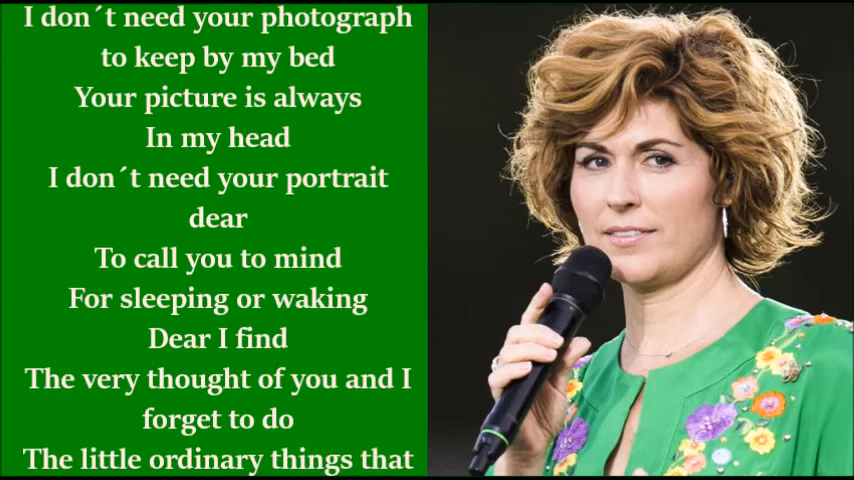 I don´t need your photograph
to keep by my bed
Your picture is always
In my head
I don´t need your portrait
dear
To call you to mind
For sleeping or waking
Dear I find
The very thought of you and I
forget to do
The little ordinary things that